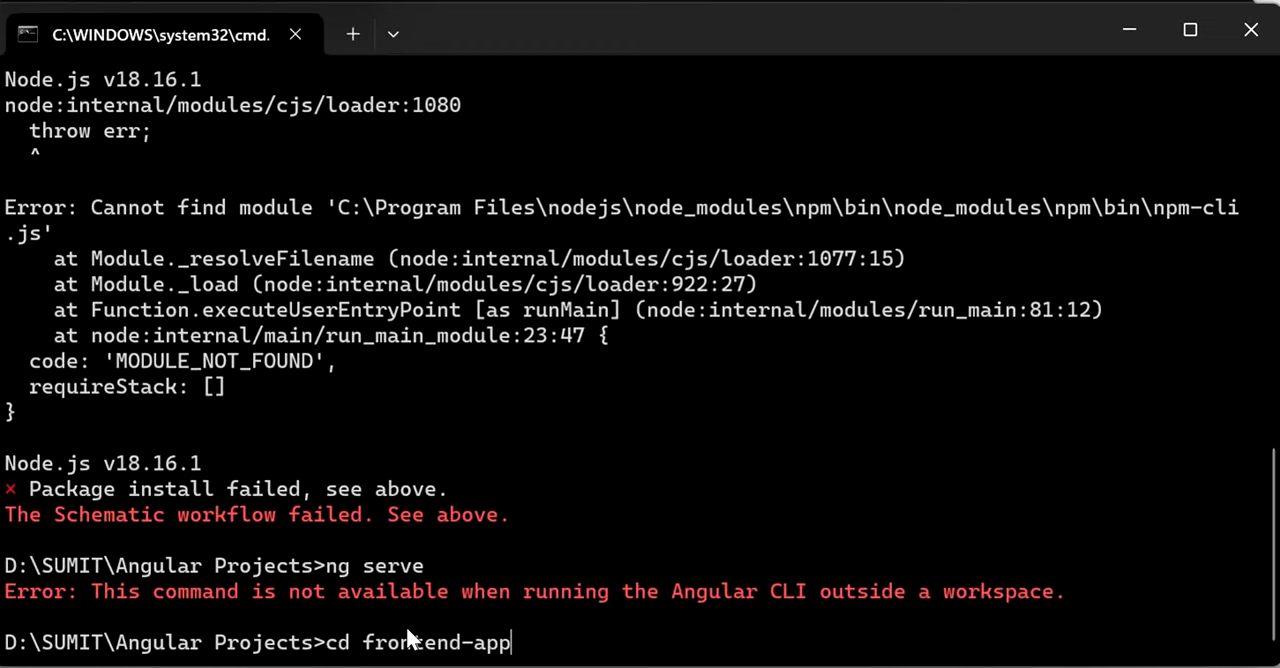 C:\WINDOWS\system32\cmd.
Node.js v18.16.1
node:internal/modules/cjs/loader:1080
  throw err;
  ^
Error: Cannot find module 'C:\Program Files\nodejs\node_modules\npm\bin\node_modules\npm\bin\npm-cli
.js'
    at Module._resolveFilename (node:internal/modules/cjs/loader:1077:15)
    at Module._load (node:internal/modules/cjs/loader:922:27)
    at Function.executeUserEntryPoint [as runMain] (node:internal/modules/run_main:81:12)
    at node:internal/main/run_main_module:23:47 {
  code: 'MODULE_NOT_FOUND',
  requireStack: []
}
Node.js v18.16.1
× Package install failed, see above.
The Schematic workflow failed. See above.
D:\SUMIT\Angular Projects>ng serve
Error: This command is not available when running the Angular CLI outside a workspace.
D:\SUMIT\Angular Projects>cd frontend-app